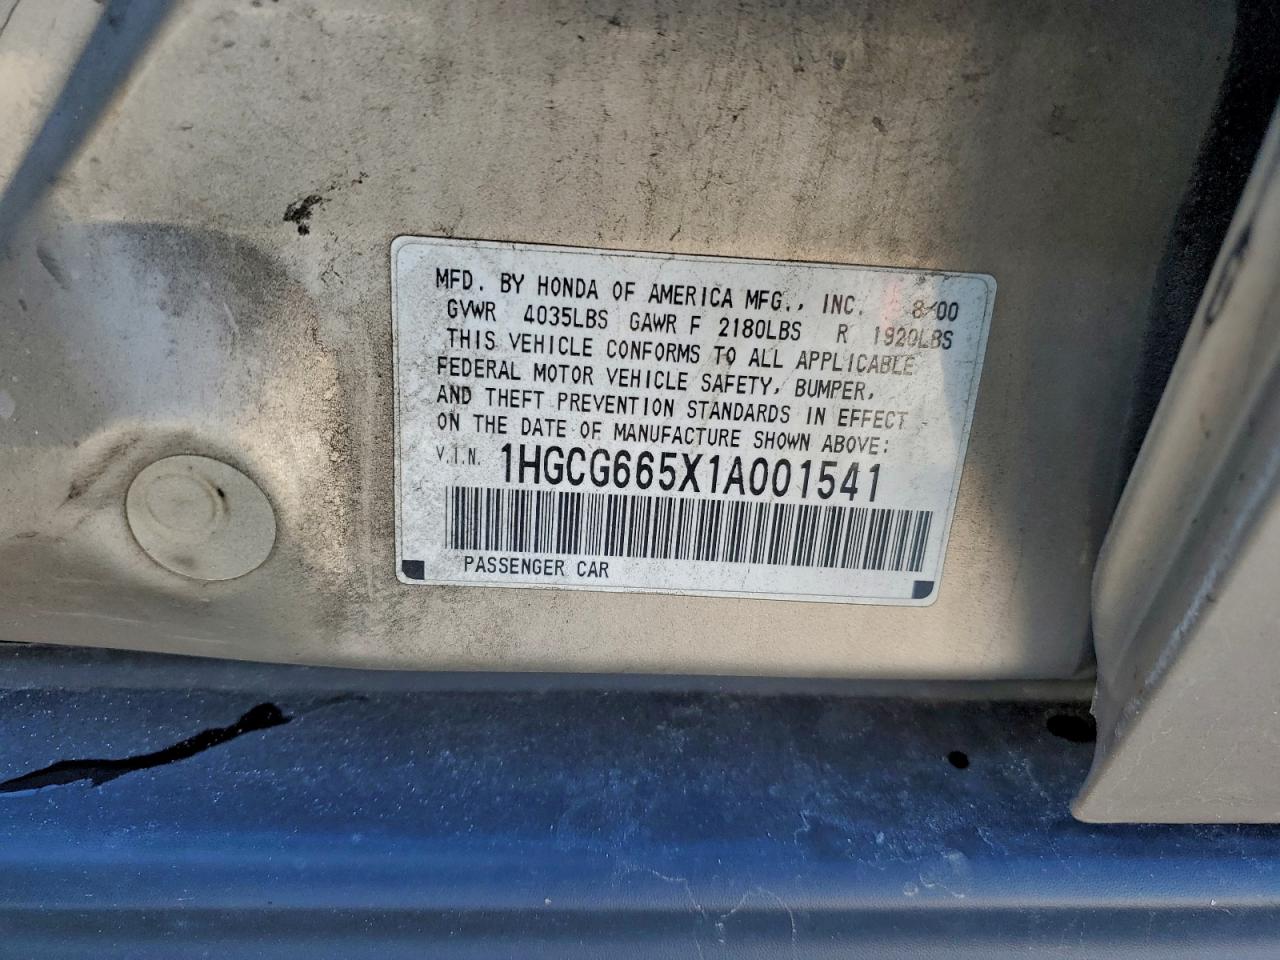 MFD. BY HONDA OF AMERICA MFG., INC. 8/00
GVWR 4035LBS GAWR F 2180LBS R 1920LBS
THIS VEHICLE CONFORMS TO ALL APPLICABLE
FEDERAL MOTOR VEHICLE SAFETY, BUMPER,
AND THEFT PREVENTION STANDARDS IN EFFECT
ON THE DATE OF MANUFACTURE SHOWN ABOVE:
V.I.N. 1HGCG665X1A001541
PASSENGER CAR